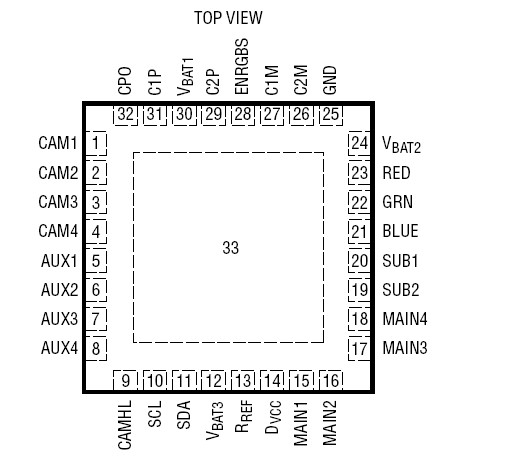 TOP VIEW
CPO C1P VBAT1 C2P ENRGBS C1M C2M GND
32 31 30 29 28 27 26 25
CAM1 1 24 VBAT2
CAM2 2 23 RED
CAM3 3 22 GRN
CAM4 4 21 BLUE
33
AUX1 5 20 SUB1
AUX2 6 19 SUB2
AUX3 7 18 MAIN4
AUX4 8 17 MAIN3
9 10 11 12 13 14 15 16
CAMHL SCL SDA VBAT3 RREF DVCC MAIN1 MAIN2